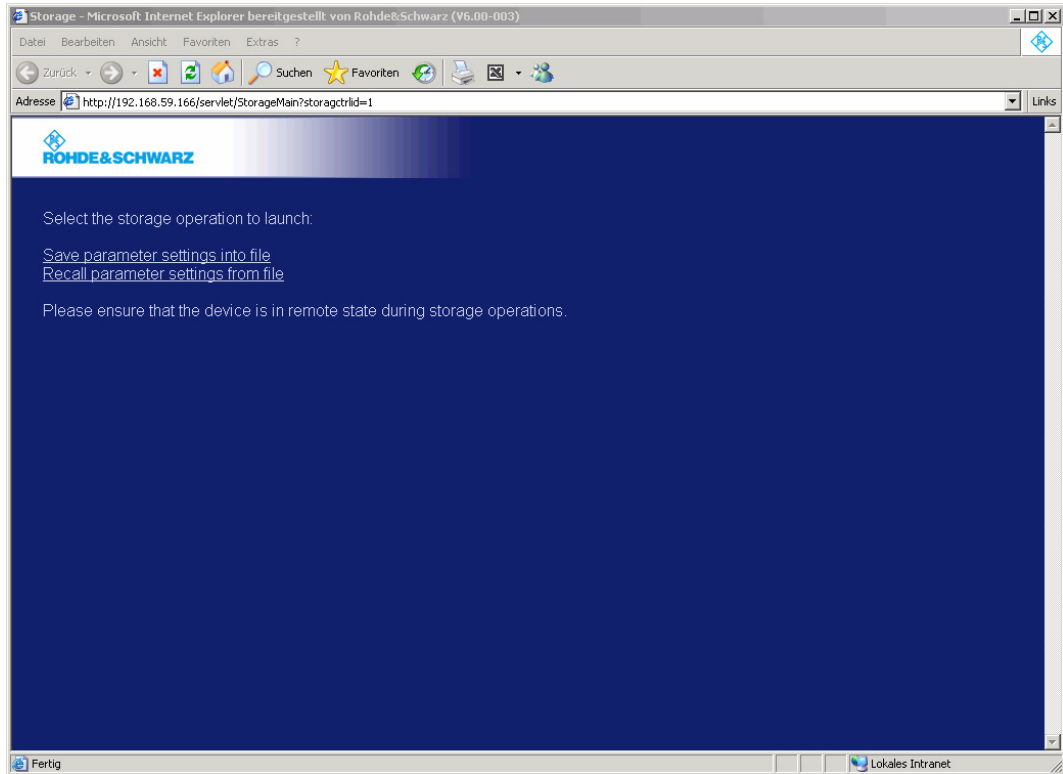 Storage - Microsoft Internet Explorer bereitgestellt von Rohde&Schwarz (V6.00-003)
Datei Bearbeiten Ansicht Favoriten Extras ?
Zurück Suchen Favoriten
Adresse http://192.168.59.166/servlet/StorageMain?storagctrlid=1 Links
ROHDE&SCHWARZ
Select the storage operation to launch:
Save parameter settings into file
Recall parameter settings from file
Please ensure that the device is in remote state during storage operations.
Fertig Lokales Intranet